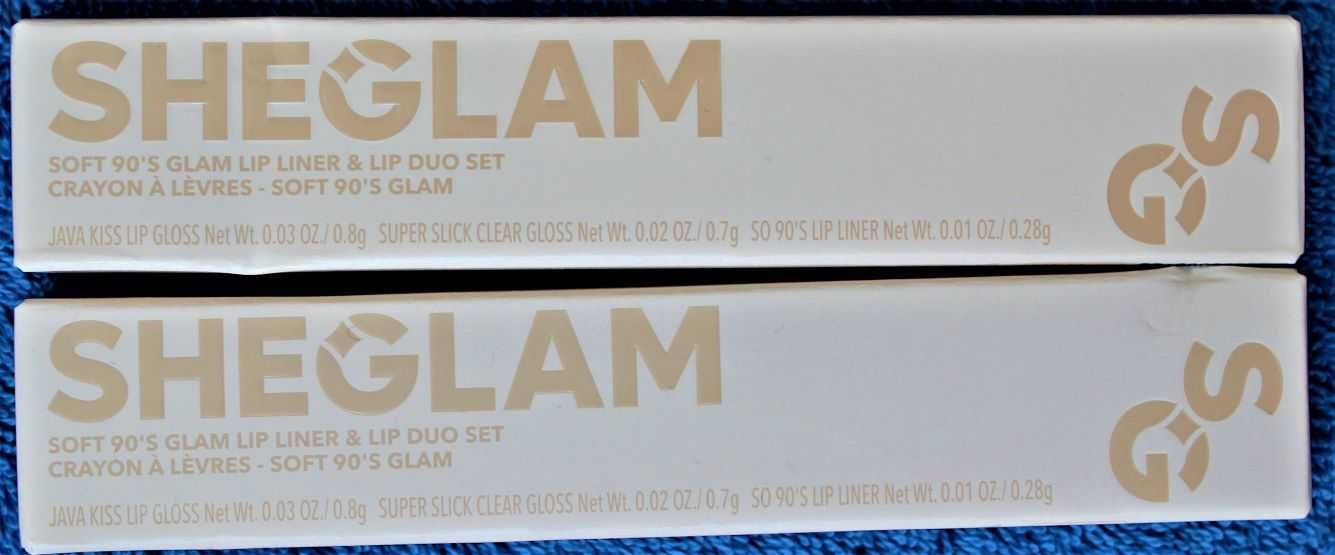 SHEGLAM
SOFT 90'S GLAM LIP LINER & LIP DUO SET
CRAYON À LÈVRES - SOFT 90'S GLAM
JAVA KISS LIP GLOSS Net Wt. 0.03 OZ./ 0.8g SUPER SLICK CLEAR GLOSS Net Wt. 0.02 OZ./ 0.7g SO 90'S LIP LINER Net Wt. 0.01 OZ./ 0.28g
SG
SHEGLAM
SOFT 90'S GLAM LIP LINER & LIP DUO SET
CRAYON À LÈVRES - SOFT 90'S GLAM
JAVA KISS LIP GLOSS Net Wt. 0.03 OZ./ 0.8g SUPER SLICK CLEAR GLOSS Net Wt. 0.02 OZ./ 0.7g SO 90'S LIP LINER Net Wt. 0.01 OZ./ 0.28g
SG